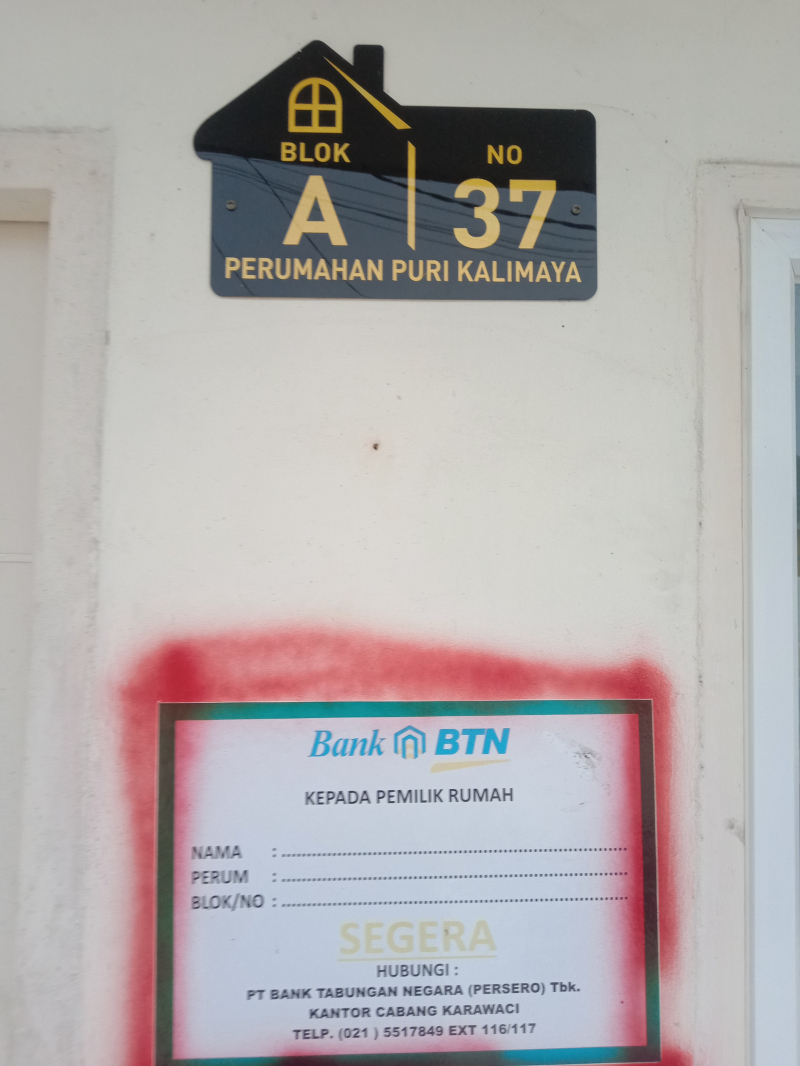 BLOK NO
A 37
PERUMAHAN PURI KALIMAYA
Bank BTN
KEPADA PEMILIK RUMAH
NAMA : ..................................................................
PERUM : ..................................................................
BLOK/NO : ..................................................................
SEGERA
HUBUNGI :
PT BANK TABUNGAN NEGARA (PERSERO) Tbk.
KANTOR CABANG KARAWACI
TELP. (021 ) 5517849 EXT 116/117